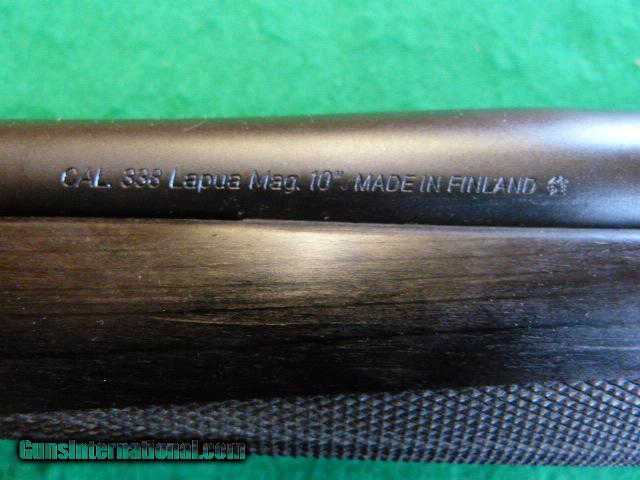 CAL. 338 Lapua Mag. 10". MADE IN FINLAND
GunsInternational.com